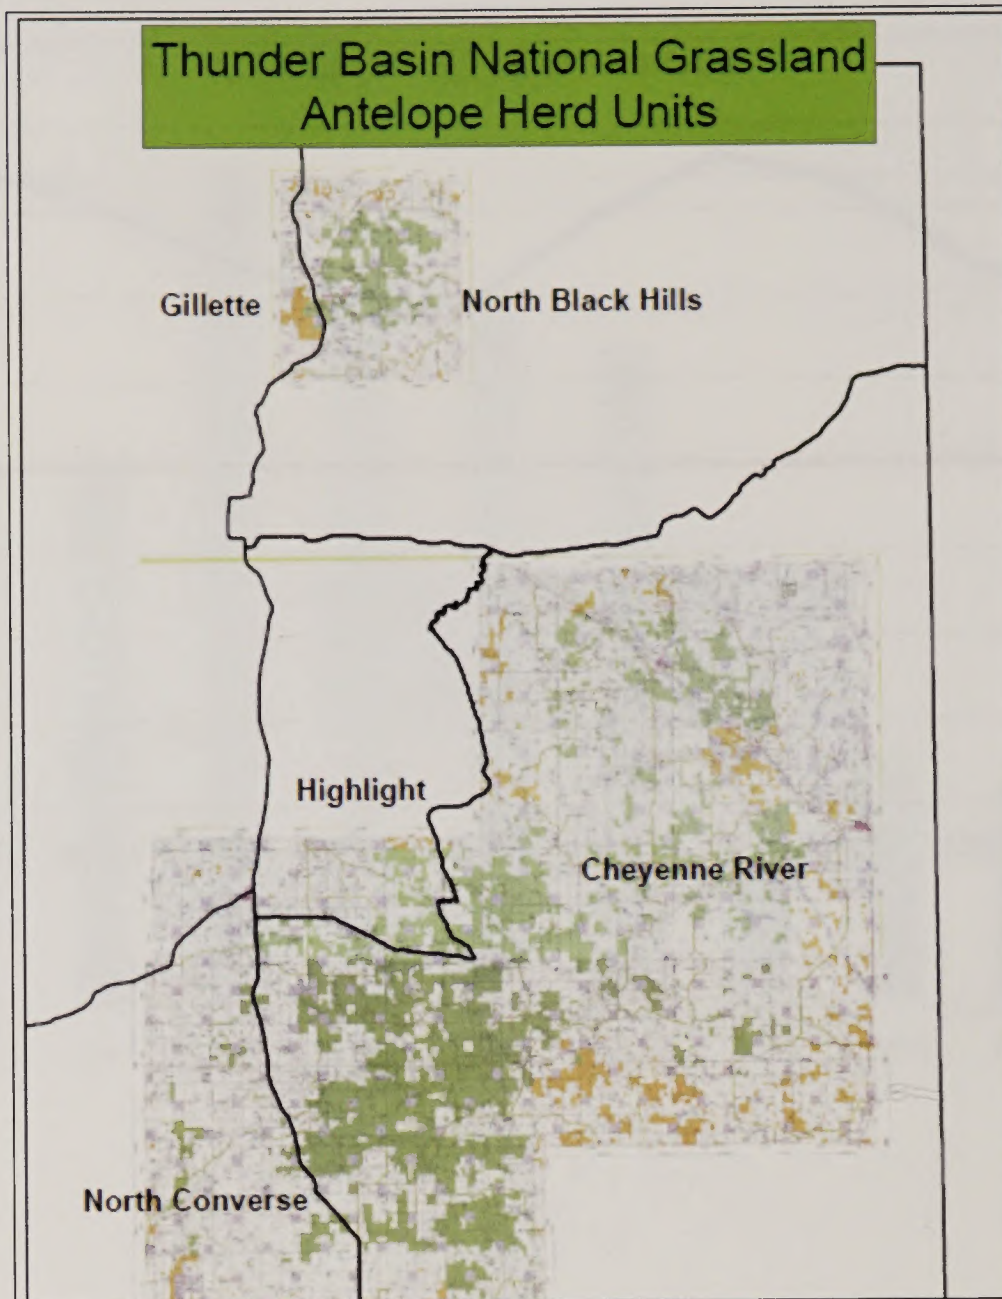 Thunder Basin National Grassland
Antelope Herd Units
Gillette
North Black Hills
Highlight
Cheyenne River
North Converse